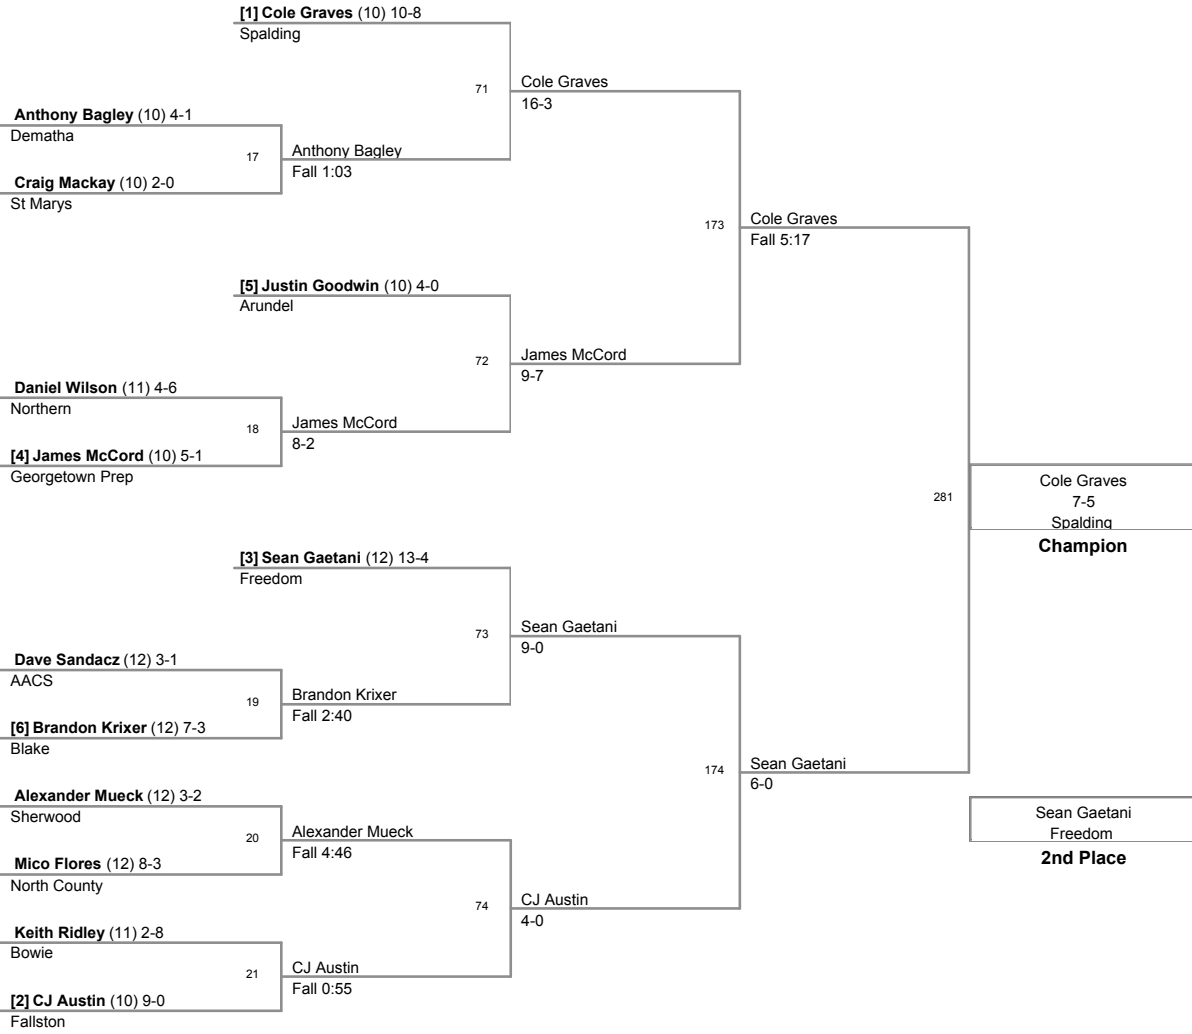 [1] Cole Graves (10) 10-8
Spalding
71
Cole Graves
16-3
Anthony Bagley (10) 4-1
Dematha
17
Anthony Bagley
Fall 1:03
Craig Mackay (10) 2-0
St Marys
173
Cole Graves
Fall 5:17
[5] Justin Goodwin (10) 4-0
Arundel
72
James McCord
9-7
Daniel Wilson (11) 4-6
Northern
18
James McCord
8-2
[4] James McCord (10) 5-1
Georgetown Prep
281
Cole Graves
7-5
Spalding
Champion
[3] Sean Gaetani (12) 13-4
Freedom
73
Sean Gaetani
9-0
Dave Sandacz (12) 3-1
AACS
19
Brandon Krixer
Fall 2:40
[6] Brandon Krixer (12) 7-3
Blake
174
Sean Gaetani
6-0
Alexander Mueck (12) 3-2
Sherwood
20
Alexander Mueck
Fall 4:46
Mico Flores (12) 8-3
North County
Sean Gaetani
Freedom
2nd Place
74
CJ Austin
4-0
Keith Ridley (11) 2-8
Bowie
21
CJ Austin
Fall 0:55
[2] CJ Austin (10) 9-0
Fallston